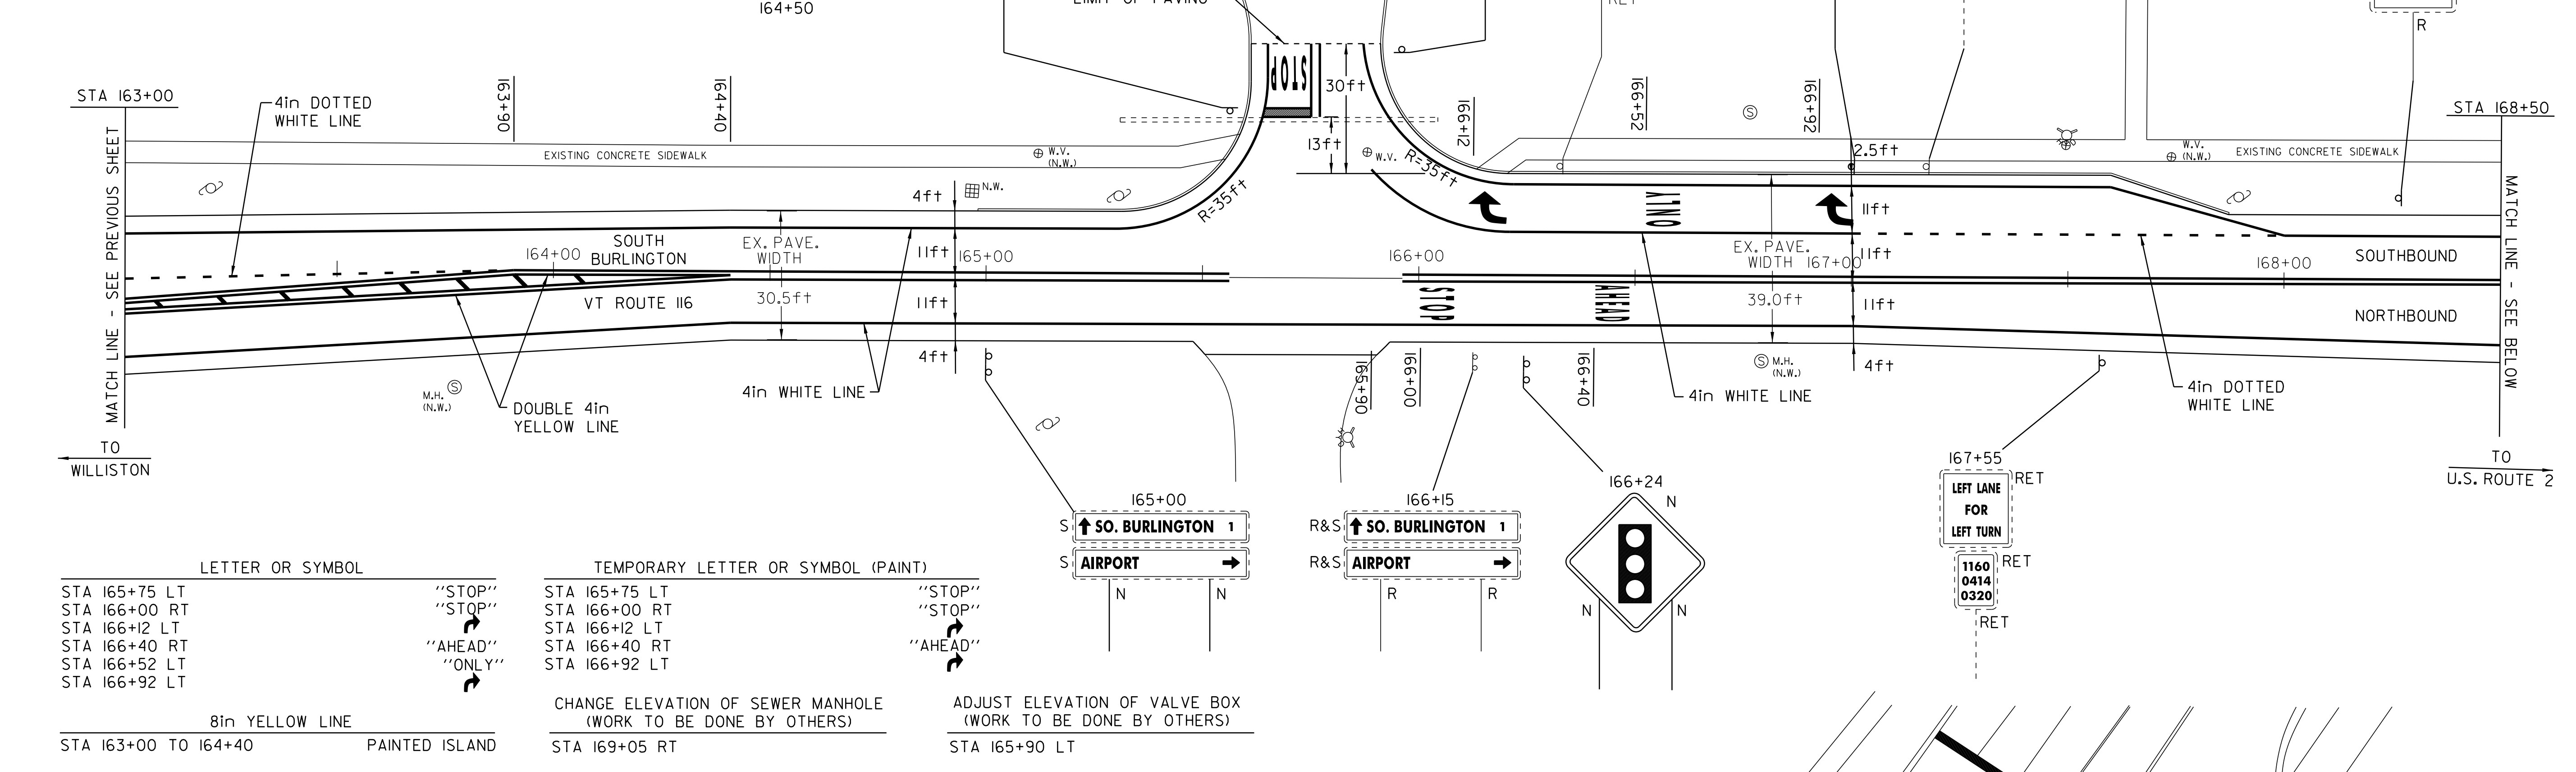 164+50
R
STA 163+00
4in DOTTED
WHITE LINE
163+90
164+40
STOP
30ft
13ft
166+12
166+52
166+92
STA 168+50
MATCH LINE - SEE PREVIOUS SHEET
EXISTING CONCRETE SIDEWALK
W.V.
(N.W.)
W.V.
R=35ft
2.5ft
W.V.
(N.W.)
EXISTING CONCRETE SIDEWALK
MATCH LINE - SEE BELOW
4ft
N.W.
R=35ft
ONLY
11ft
SOUTH
BURLINGTON
164+00
EX. PAVE.
WIDTH
11ft
165+00
166+00
EX. PAVE.
WIDTH
167+00
11ft
168+00
SOUTHBOUND
VT ROUTE 116
30.5ft
11ft
STOP
AHEAD
39.0ft
11ft
NORTHBOUND
4ft
165+90
166+00
166+40
M.H.
(N.W.)
4ft
M.H.
(N.W.)
DOUBLE 4in
YELLOW LINE
4in WHITE LINE
4in WHITE LINE
4in DOTTED
WHITE LINE
TO
WILLISTON
TO
U.S. ROUTE 2
165+00
S
SO. BURLINGTON 1
S
AIRPORT
N
N
166+15
R&S
SO. BURLINGTON 1
R&S
AIRPORT
R
R
166+24
N
N
N
167+55
RET
LEFT LANE
FOR
LEFT TURN
RET
1160
0414
0320
RET
LETTER OR SYMBOL
STA 165+75 LT "STOP"
STA 166+00 RT "STOP"
STA 166+12 LT
STA 166+40 RT "AHEAD"
STA 166+52 LT "ONLY"
STA 166+92 LT
TEMPORARY LETTER OR SYMBOL (PAINT)
STA 165+75 LT "STOP"
STA 166+00 RT "STOP"
STA 166+12 LT
STA 166+40 RT "AHEAD"
STA 166+92 LT
8in YELLOW LINE
STA 163+00 TO 164+40 PAINTED ISLAND
CHANGE ELEVATION OF SEWER MANHOLE
(WORK TO BE DONE BY OTHERS)
STA 169+05 RT
ADJUST ELEVATION OF VALVE BOX
(WORK TO BE DONE BY OTHERS)
STA 165+90 LT